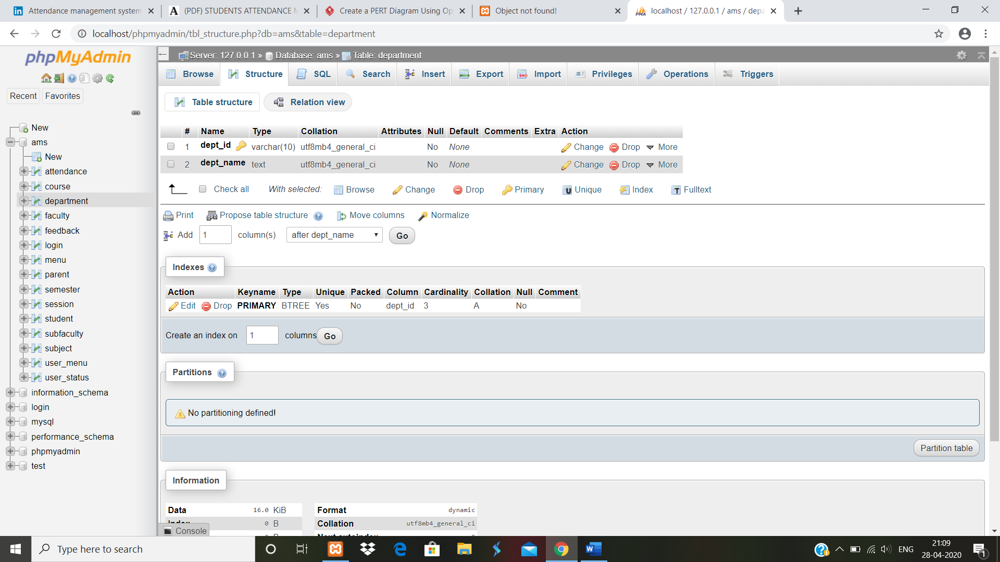 Attendance management system
(PDF) STUDENTS ATTENDANCE M
Create a PERT Diagram Using Op
Object not found!
localhost / 127.0.0.1 / ams / depa
localhost/phpmyadmin/tbl_structure.php?db=ams&table=department
phpMyAdmin
Recent Favorites
New
ams
New
attendance
course
department
faculty
feedback
login
menu
parent
semester
session
student
subfaculty
subject
user_menu
user_status
information_schema
login
mysql
performance_schema
phpmyadmin
test
Server: 127.0.0.1 » Database: ams » Table: department
Browse Structure SQL Search Insert Export Import Privileges Operations Triggers
Table structure Relation view
# Name Type Collation Attributes Null Default Comments Extra Action
1 dept_id varchar(10) utf8mb4_general_ci No None Change Drop More
2 dept_name text utf8mb4_general_ci No None Change Drop More
Check all With selected: Browse Change Drop Primary Unique Index Fulltext
Print Propose table structure Move columns Normalize
Add 1 column(s) after dept_name Go
Indexes
Action Keyname Type Unique Packed Column Cardinality Collation Null Comment
Edit Drop PRIMARY BTREE Yes No dept_id 3 A No
Create an index on 1 columns Go
Partitions
No partitioning defined!
Partition table
Information
Data 16.0 KiB Format dynamic
Index 0 B Collation utf8mb4_general_ci
Next autoindex
Console
Type here to search
ENG
21:09
28-04-2020
1